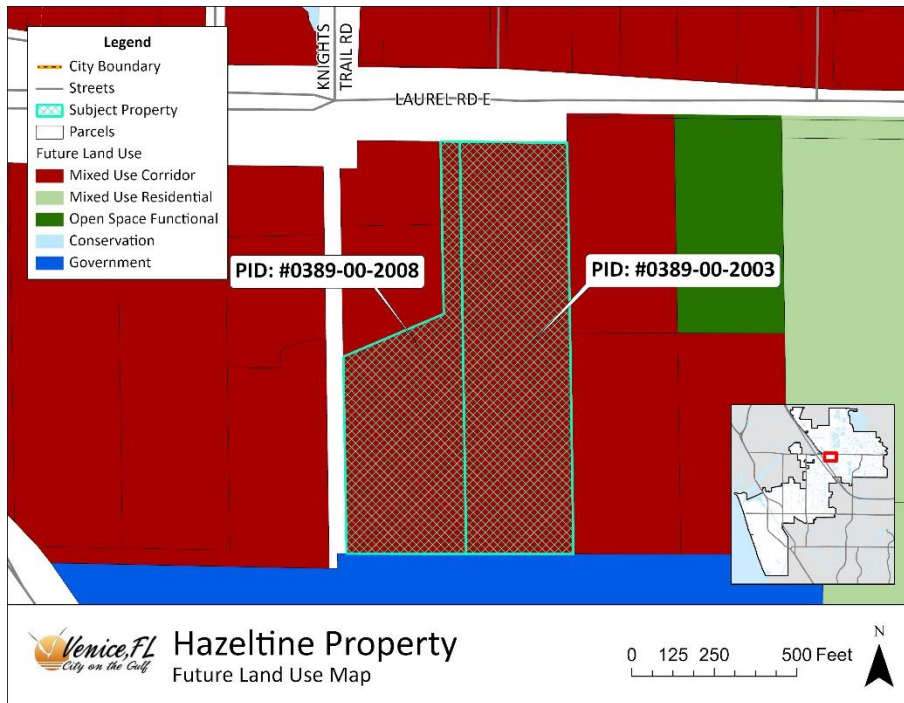 Legend
City Boundary
Streets
Subject Property
Parcels
Future Land Use
Mixed Use Corridor
Mixed Use Residential
Open Space Functional
Conservation
Government
KNIGHTS
TRAIL RD
LAUREL RD E
PID: #0389-00-2008
PID: #0389-00-2003
Venice, FL
City on the Gulf
Hazeltine Property
Future Land Use Map
0 125 250 500 Feet
N